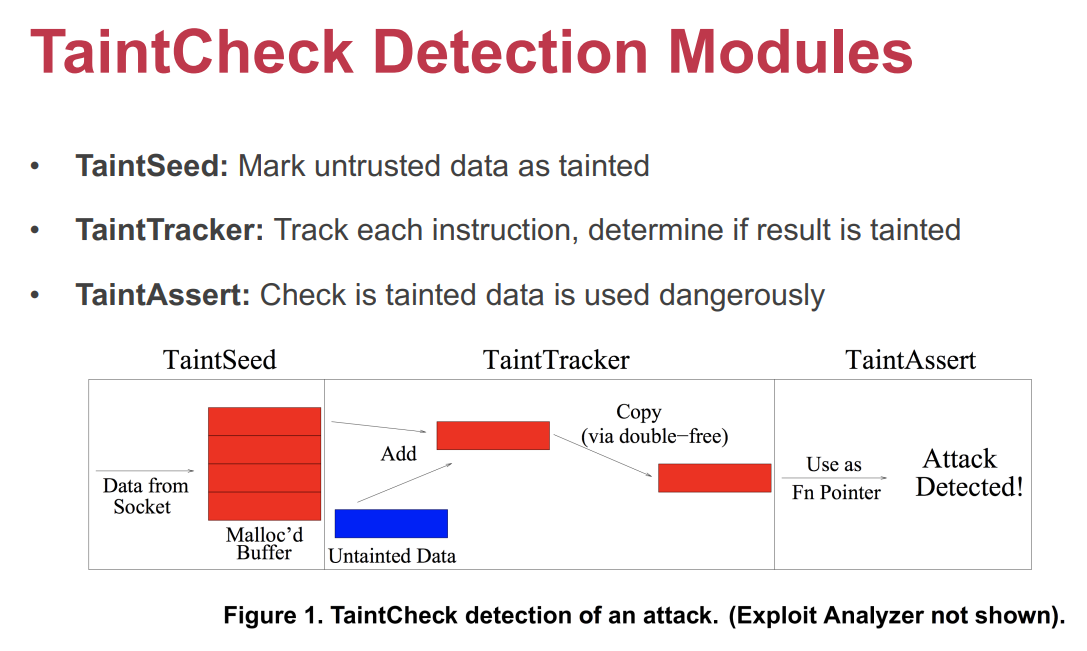 TaintCheck Detection Modules
• TaintSeed: Mark untrusted data as tainted
• TaintTracker: Track each instruction, determine if result is tainted
• TaintAssert: Check is tainted data is used dangerously
TaintSeed
TaintTracker
TaintAssert
Data from
Socket
Malloc’d
Buffer
Add
Untainted Data
Copy
(via double−free)
Use as
Fn Pointer
Attack
Detected!
Figure 1. TaintCheck detection of an attack. (Exploit Analyzer not shown).